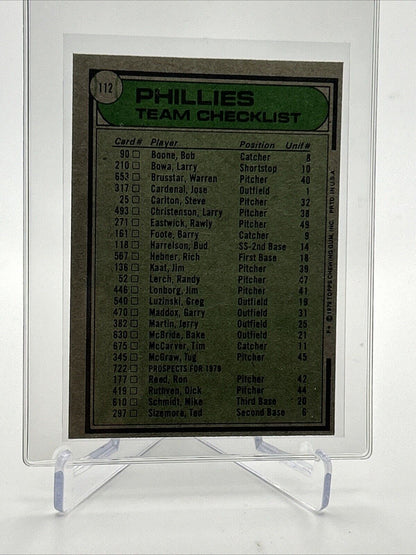 112
PHILLIES
TEAM CHECKLIST
Card # Player Position Unif #
90 Boone, Bob Catcher 8
210 Bowa, Larry Shortstop 10
653 Brusstar, Warren Pitcher 40
317 Cardenal, Jose Outfield 1
25 Carlton, Steve Pitcher 32
493 Christenson, Larry Pitcher 38
271 Eastwick, Rawly Pitcher 49
161 Foote, Barry Catcher 9
118 Harrelson, Bud SS-2nd Base 14
567 Hebner, Rich First Base 18
136 Kaat, Jim Pitcher 39
52 Lerch, Randy Pitcher 47
446 Lonborg, Jim Pitcher 41
540 Luzinski, Greg Outfield 19
470 Maddox, Garry Outfield 31
382 Martin, Jerry Outfield 25
630 McBride, Bake Outfield 21
675 McCarver, Tim Catcher 11
345 McGraw, Tug Pitcher 45
722 PROSPECTS FOR 1979
177 Reed, Ron Pitcher 42
419 Ruthven, Dick Pitcher 44
610 Schmidt, Mike Third Base 20
297 Sizemore, Ted Second Base 6
© 1979 TOPPS CHEWING GUM, INC. PRTD. IN U.S.A.